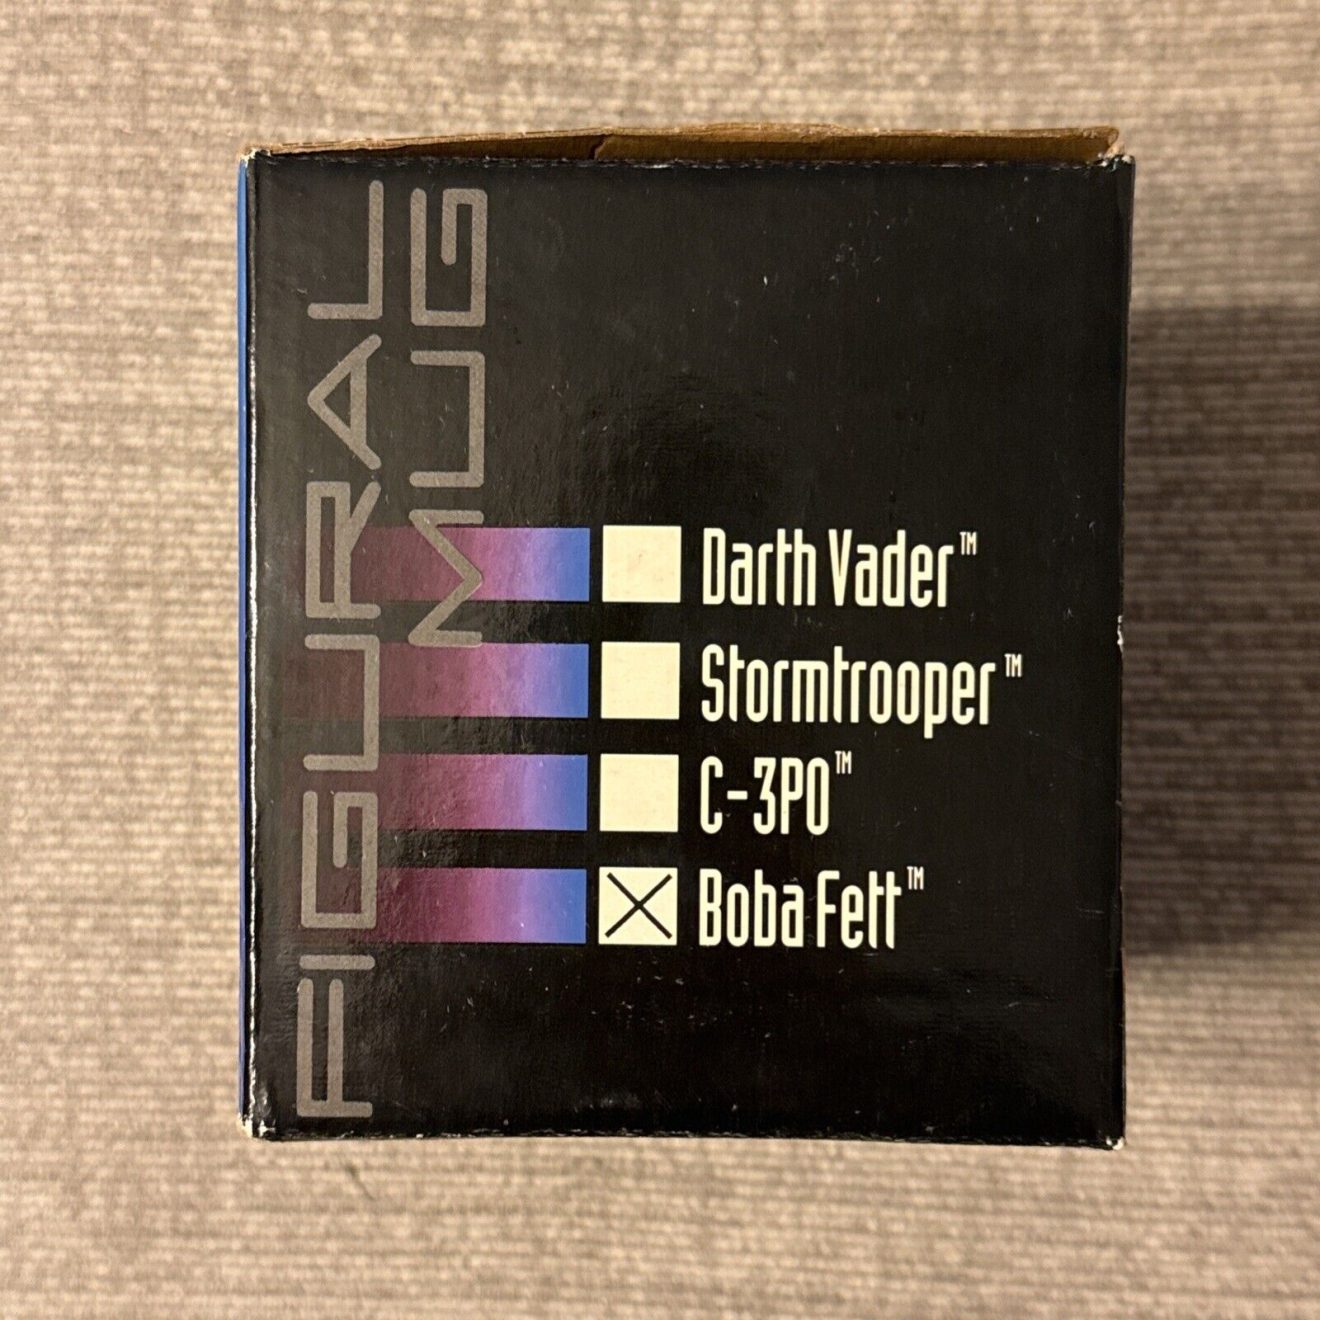 FIGURAL
MUG
Darth Vader™
Stormtrooper™
C-3PO™
Boba Fett™